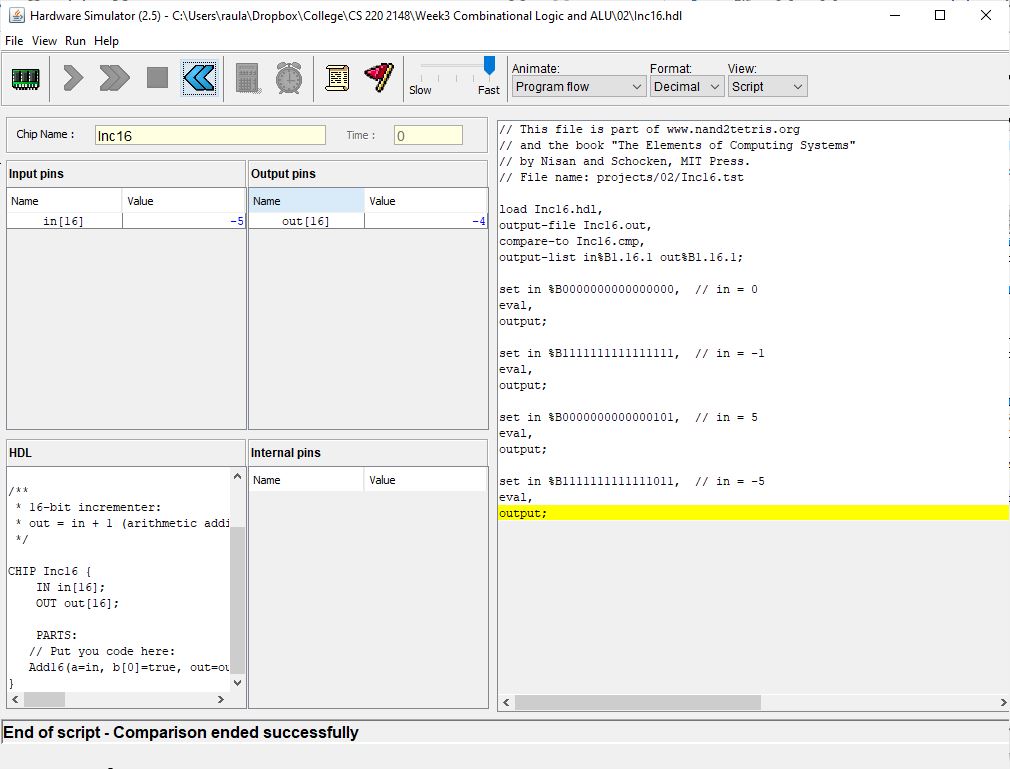 Hardware Simulator (2.5) - C:\Users\raula\Dropbox\College\CS 220 2148\Week3 Combinational Logic and ALU\02\Inc16.hdl
File View Run Help
Slow Fast
Animate: Format: View:
Program flow Decimal Script
Chip Name : Inc16 Time : 0
Input pins
Name Value
in[16] -5
Output pins
Name Value
out[16] -4
HDL
/**
* 16-bit incrementer:
* out = in + 1 (arithmetic addi
*/
CHIP Inc16 {
IN in[16];
OUT out[16];
PARTS:
// Put you code here:
Add16(a=in, b[0]=true, out=ou
}
Internal pins
Name Value
// This file is part of www.nand2tetris.org
// and the book "The Elements of Computing Systems"
// by Nisan and Schocken, MIT Press.
// File name: projects/02/Inc16.tst
load Inc16.hdl,
output-file Inc16.out,
compare-to Inc16.cmp,
output-list in%B1.16.1 out%B1.16.1;
set in %B0000000000000000,  // in = 0
eval,
output;
set in %B1111111111111111,  // in = -1
eval,
output;
set in %B0000000000000101,  // in = 5
eval,
output;
set in %B1111111111111011,  // in = -5
eval,
output;
End of script - Comparison ended successfully